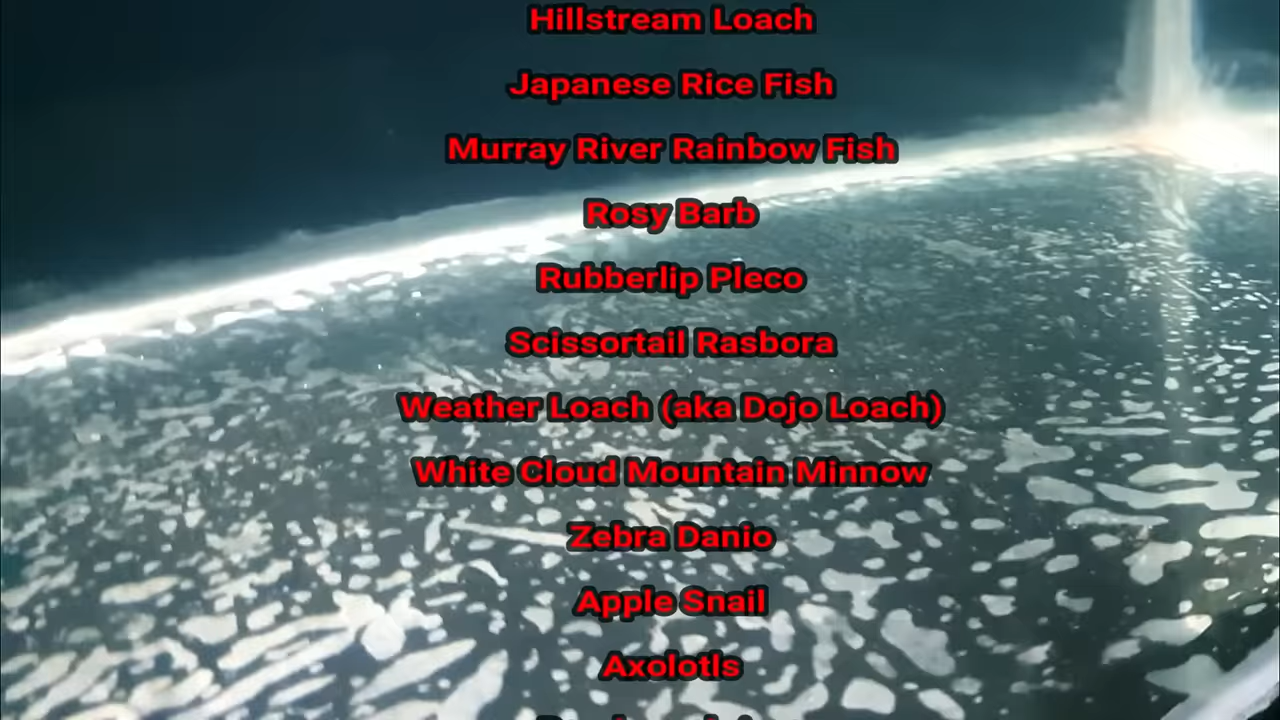 Hillstream Loach
Japanese Rice Fish
Murray River Rainbow Fish
Rosy Barb
Rubberlip Pleco
Scissortail Rasbora
Weather Loach (aka Dojo Loach)
White Cloud Mountain Minnow
Zebra Danio
Apple Snail
Axolotls